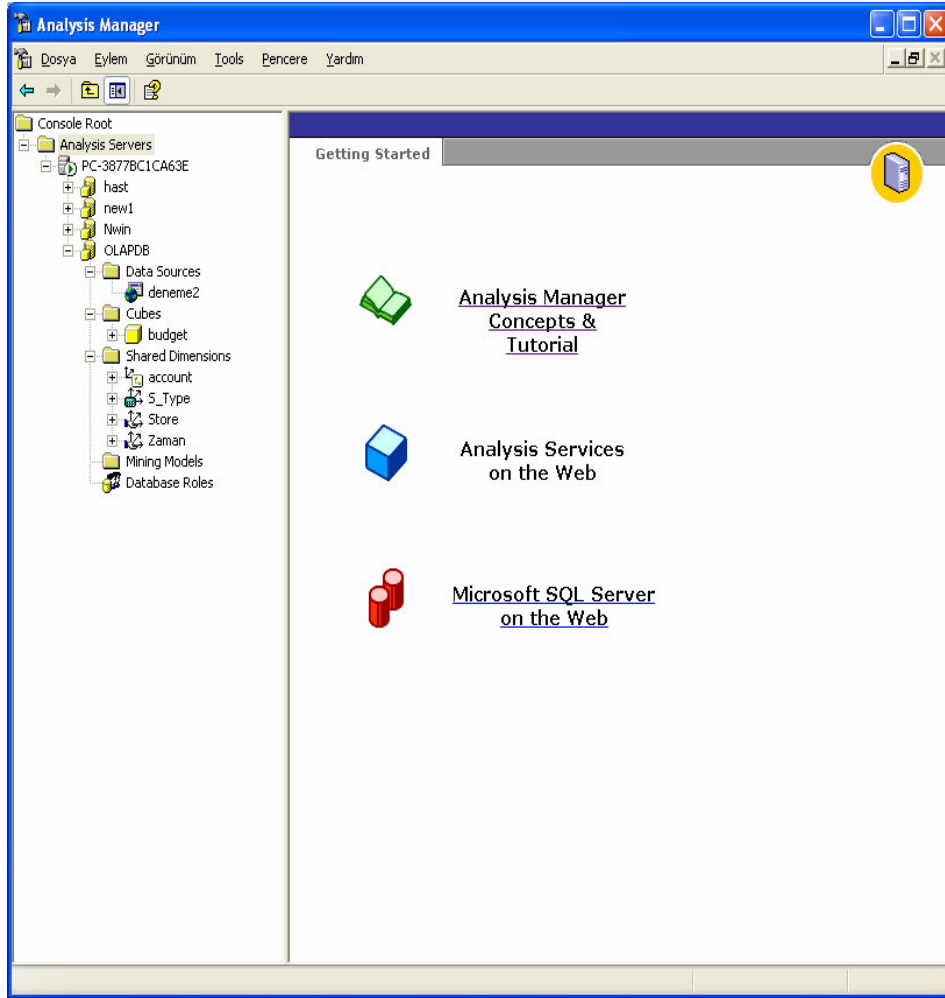 Analysis Manager
Dosya Eylem Görünüm Tools Pencere Yardım
Console Root
Analysis Servers
PC-3877BC1CA63E
hast
new1
Nwin
OLAPDB
Data Sources
deneme2
Cubes
budget
Shared Dimensions
account
S_Type
Store
Zaman
Mining Models
Database Roles
Getting Started
Analysis Manager
Concepts &
Tutorial
Analysis Services
on the Web
Microsoft SQL Server
on the Web